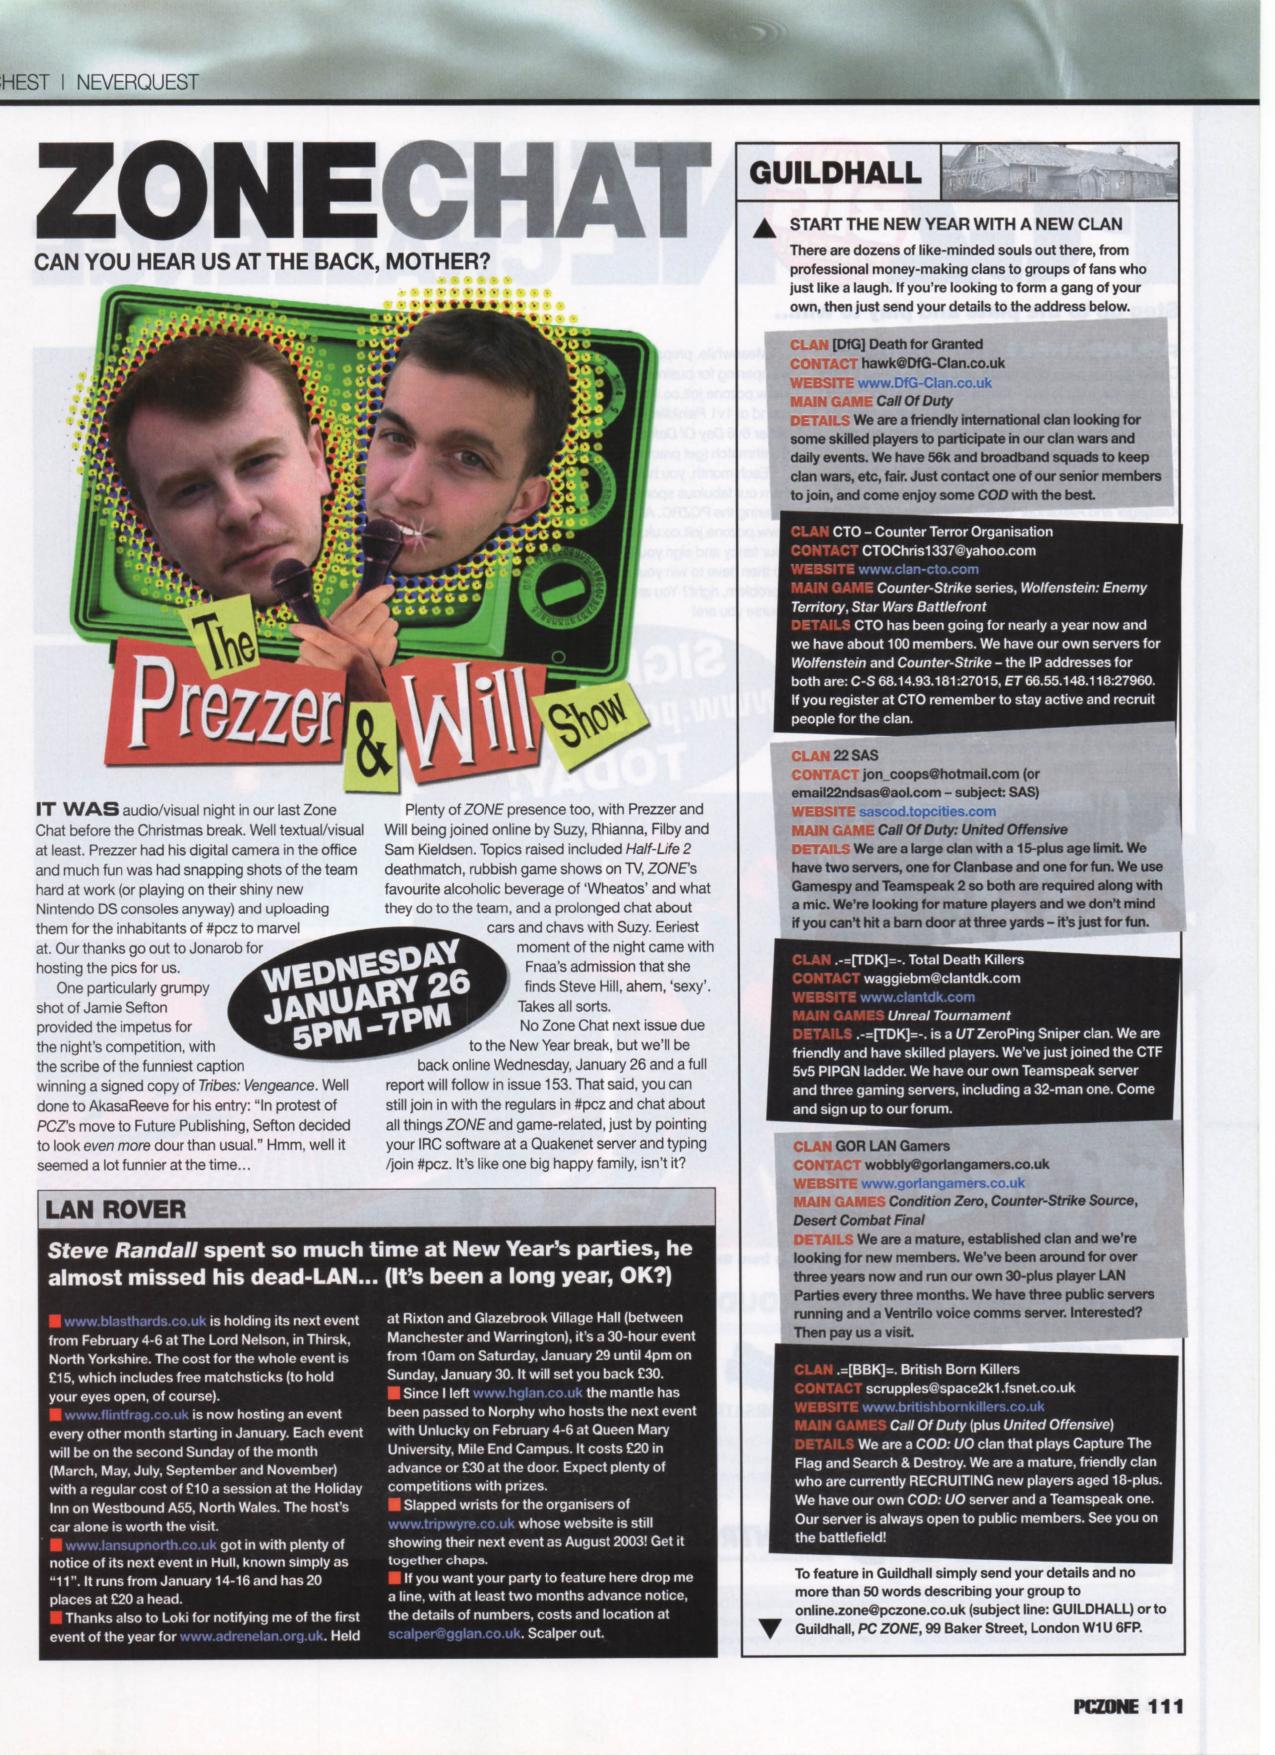 CHEST | NEVERQUEST
ZONECHAT
CAN YOU HEAR US AT THE BACK, MOTHER?
The
Prezzer
&
Will
Show
IT WAS audio/visual night in our last Zone
Chat before the Christmas break. Well textual/visual
at least. Prezzer had his digital camera in the office
and much fun was had snapping shots of the team
hard at work (or playing on their shiny new
Nintendo DS consoles anyway) and uploading
them for the inhabitants of #pcz to marvel
at. Our thanks go out to Jonarob for
hosting the pics for us.
One particularly grumpy
shot of Jamie Sefton
provided the impetus for
the night's competition, with
the scribe of the funniest caption
winning a signed copy of Tribes: Vengeance. Well
done to AkasaReeve for his entry: "In protest of
PCZ's move to Future Publishing, Sefton decided
to look even more dour than usual." Hmm, well it
seemed a lot funnier at the time...
WEDNESDAY
JANUARY 26
5PM-7PM
Plenty of ZONE presence too, with Prezzer and
Will being joined online by Suzy, Rhianna, Filby and
Sam Kieldsen. Topics raised included Half-Life 2
deathmatch, rubbish game shows on TV, ZONE's
favourite alcoholic beverage of 'Wheatos' and what
they do to the team, and a prolonged chat about
cars and chavs with Suzy. Eeriest
moment of the night came with
Fnaa's admission that she
finds Steve Hill, ahem, 'sexy'.
Takes all sorts.
No Zone Chat next issue due
to the New Year break, but we'll be
back online Wednesday, January 26 and a full
report will follow in issue 153. That said, you can
still join in with the regulars in #pcz and chat about
all things ZONE and game-related, just by pointing
your IRC software at a Quakenet server and typing
/join #pcz. It's like one big happy family, isn't it?
LAN ROVER
Steve Randall spent so much time at New Year's parties, he
almost missed his dead-LAN... (It's been a long year, OK?)
www.blasthards.co.uk is holding its next event
from February 4-6 at The Lord Nelson, in Thirsk,
North Yorkshire. The cost for the whole event is
£15, which includes free matchsticks (to hold
your eyes open, of course).
www.flintfrag.co.uk is now hosting an event
every other month starting in January. Each event
will be on the second Sunday of the month
(March, May, July, September and November)
with a regular cost of £10 a session at the Holiday
Inn on Westbound A55, North Wales. The host's
car alone is worth the visit.
www.lansupnorth.co.uk got in with plenty of
notice of its next event in Hull, known simply as
"11". It runs from January 14-16 and has 20
places at £20 a head.
Thanks also to Loki for notifying me of the first
event of the year for www.adrenelan.org.uk. Held
at Rixton and Glazebrook Village Hall (between
Manchester and Warrington), it's a 30-hour event
from 10am on Saturday, January 29 until 4pm on
Sunday, January 30. It will set you back £30.
Since I left www.hglan.co.uk the mantle has
been passed to Norphy who hosts the next event
with Unlucky on February 4-6 at Queen Mary
University, Mile End Campus. It costs £20 in
advance or £30 at the door. Expect plenty of
competitions with prizes.
Slapped wrists for the organisers of
www.tripwyre.co.uk whose website is still
showing their next event as August 2003! Get it
together chaps.
If you want your party to feature here drop me
a line, with at least two months advance notice,
the details of numbers, costs and location at
scalper@gglan.co.uk. Scalper out.
GUILDHALL
START THE NEW YEAR WITH A NEW CLAN
There are dozens of like-minded souls out there, from
professional money-making clans to groups of fans who
just like a laugh. If you're looking to form a gang of your
own, then just send your details to the address below.
CLAN [DfG] Death for Granted
CONTACT hawk@DfG-Clan.co.uk
WEBSITE www.DfG-Clan.co.uk
MAIN GAME Call Of Duty
DETAILS We are a friendly international clan looking for
some skilled players to participate in our clan wars and
daily events. We have 56k and broadband squads to keep
clan wars, etc, fair. Just contact one of our senior members
to join, and come enjoy some COD with the best.
CLAN CTO – Counter Terror Organisation
CONTACT CTOChris1337@yahoo.com
WEBSITE www.clan-cto.com
MAIN GAME Counter-Strike series, Wolfenstein: Enemy
Territory, Star Wars Battlefront
DETAILS CTO has been going for nearly a year now and
we have about 100 members. We have our own servers for
Wolfenstein and Counter-Strike – the IP addresses for
both are: C-S 68.14.93.181:27015, ET 66.55.148.118:27960.
If you register at CTO remember to stay active and recruit
people for the clan.
CLAN 22 SAS
CONTACT jon_coops@hotmail.com (or
email22ndsas@aol.com – subject: SAS)
WEBSITE sascod.topcities.com
MAIN GAME Call Of Duty: United Offensive
DETAILS We are a large clan with a 15-plus age limit. We
have two servers, one for Clanbase and one for fun. We use
Gamespy and Teamspeak 2 so both are required along with
a mic. We're looking for mature players and we don't mind
if you can't hit a barn door at three yards – it's just for fun.
CLAN .-=[TDK]=-. Total Death Killers
CONTACT waggiebm@clantdk.com
WEBSITE www.clantdk.com
MAIN GAMES Unreal Tournament
DETAILS .-=[TDK]=-. is a UT ZeroPing Sniper clan. We are
friendly and have skilled players. We've just joined the CTF
5v5 PIPGN ladder. We have our own Teamspeak server
and three gaming servers, including a 32-man one. Come
and sign up to our forum.
CLAN GOR LAN Gamers
CONTACT wobbly@gorlangamers.co.uk
WEBSITE www.gorlangamers.co.uk
MAIN GAMES Condition Zero, Counter-Strike Source,
Desert Combat Final
DETAILS We are a mature, established clan and we're
looking for new members. We've been around for over
three years now and run our own 30-plus player LAN
Parties every three months. We have three public servers
running and a Ventrilo voice comms server. Interested?
Then pay us a visit.
CLAN .=[BBK]=. British Born Killers
CONTACT scrupples@space2k1.fsnet.co.uk
WEBSITE www.britishbornkillers.co.uk
MAIN GAMES Call Of Duty (plus United Offensive)
DETAILS We are a COD: UO clan that plays Capture The
Flag and Search & Destroy. We are a mature, friendly clan
who are currently RECRUITING new players aged 18-plus.
We have our own COD: UO server and a Teamspeak one.
Our server is always open to public members. See you on
the battlefield!
To feature in Guildhall simply send your details and no
more than 50 words describing your group to
online.zone@pczone.co.uk (subject line: GUILDHALL) or to
Guildhall, PC ZONE, 99 Baker Street, London W1U 6FP.
PCZONE 111